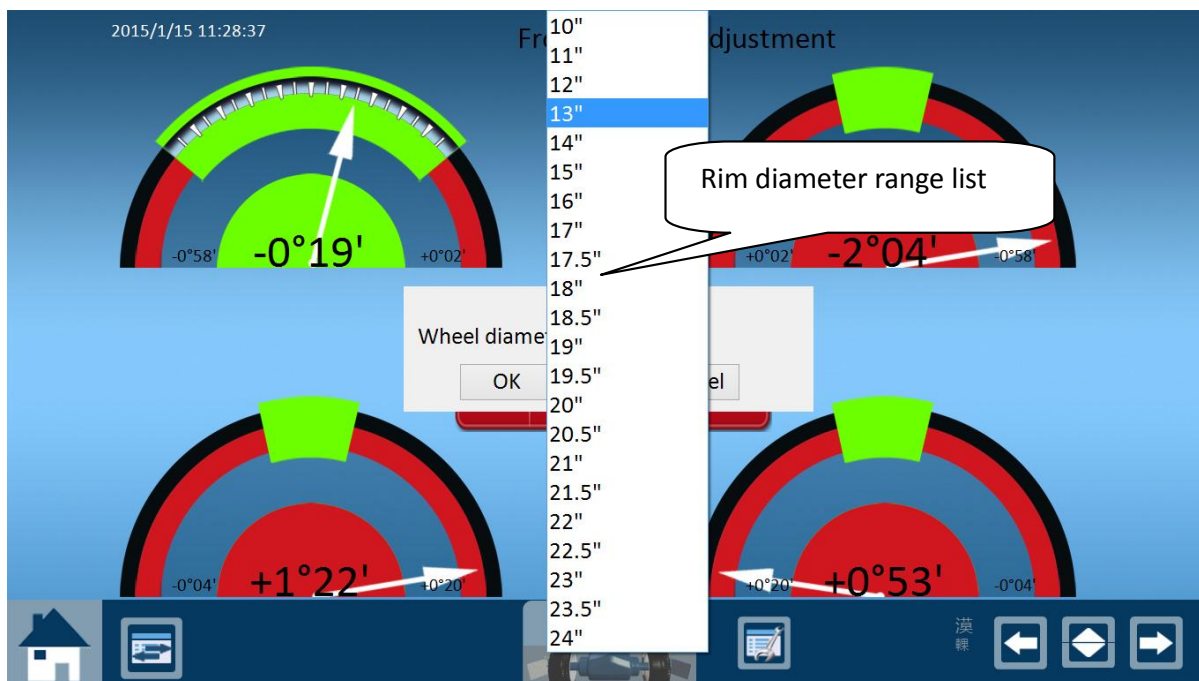 2015/1/15 11:28:37
djustment
10"
11"
12"
13"
14"
15"
16"
17"
17.5"
18"
18.5"
19"
19.5"
20"
20.5"
21"
21.5"
22"
22.5"
23"
23.5"
24"
Rim diameter range list
-0°58' -0°19' +0°02'
+0°02' -2°04' -0°58'
Wheel diame
OK
el
-0°04' +1°22' +0°20'
+0°20' +0°53' -0°04'
漠